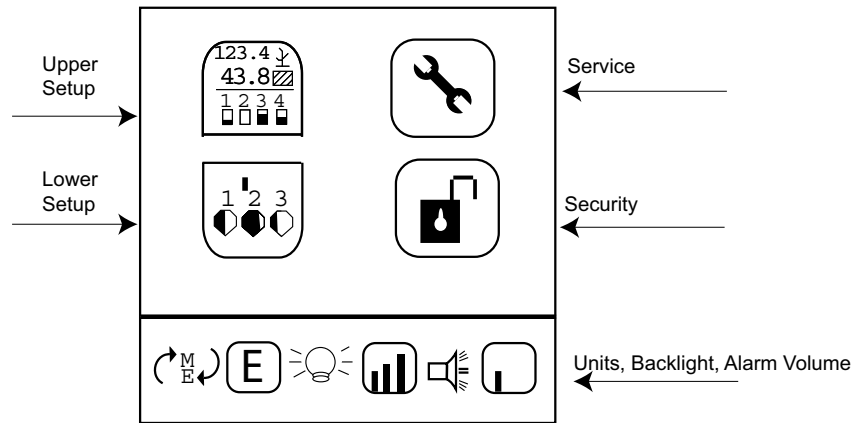 Upper
Setup
123.4
43.8
1 2 3 4
Service
Lower
Setup
1 2 3
Security
M
E
E
Units, Backlight, Alarm Volume